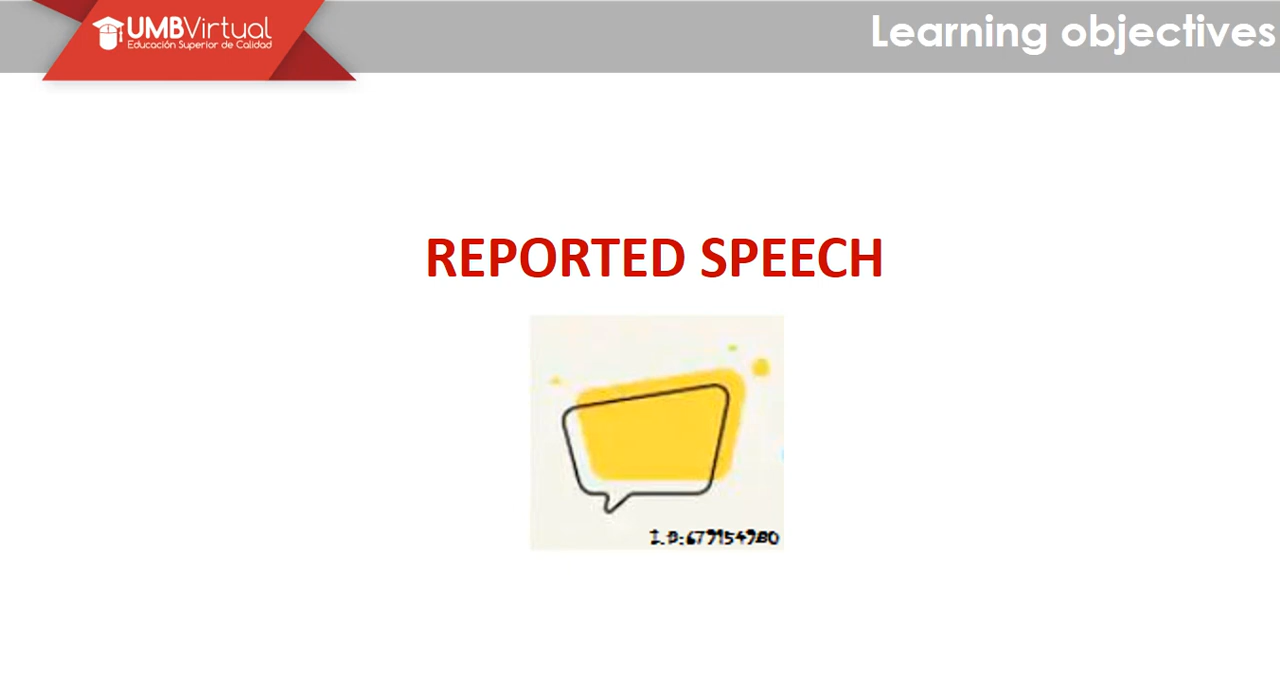 UMBVirtual
Educación Superior de Calidad
Learning objectives
REPORTED SPEECH